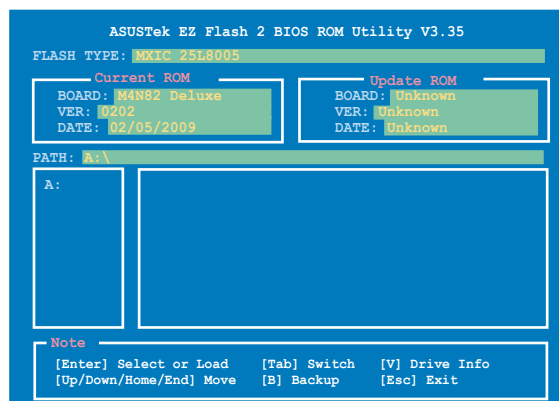 ASUSTek EZ Flash 2 BIOS ROM Utility V3.35
FLASH TYPE: MXIC 25L8005
Current ROM
BOARD: M4N82 Deluxe
VER: 0202
DATE: 02/05/2009
Update ROM
BOARD: Unknown
VER: Unknown
DATE: Unknown
PATH: A:\
A:
Note
[Enter] Select or Load [Tab] Switch [V] Drive Info
[Up/Down/Home/End] Move [B] Backup [Esc] Exit